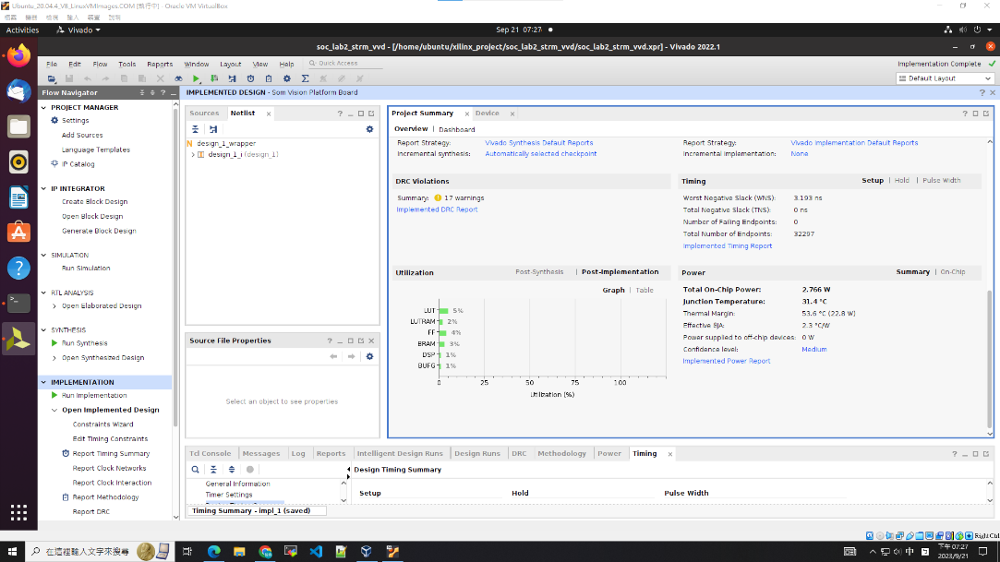 Ubuntu_20.04.4_VB_LinuxVMImages.COM [執行中] - Oracle VM VirtualBox
檔案 機器 檢視 輸入 裝置 說明
Activities Vivado Sep 21 07:27
soc_lab2_strm_vvd - [/home/ubuntu/xilinx_project/soc_lab2_strm_vvd/soc_lab2_strm_vvd.xpr] - Vivado 2022.1
File Edit Flow Tools Reports Window Layout View Help Quick Access Implementation Complete
Default Layout
Flow Navigator
IMPLEMENTED DESIGN - Som Vision Platform Board
PROJECT MANAGER
Settings
Add Sources
Language Templates
IP Catalog
IP INTEGRATOR
Create Block Design
Open Block Design
Generate Block Design
SIMULATION
Run Simulation
RTL ANALYSIS
Open Elaborated Design
SYNTHESIS
Run Synthesis
Open Synthesized Design
IMPLEMENTATION
Run Implementation
Open Implemented Design
Constraints Wizard
Edit Timing Constraints
Report Timing Summary
Report Clock Networks
Report Clock Interaction
Report Methodology
Report DRC
Sources Netlist
design_1_wrapper
design_1_i (design_1)
Source File Properties
Select an object to see properties
Project Summary Device
Overview | Dashboard
Report Strategy: Vivado Synthesis Default Reports
Incremental synthesis: Automatically selected checkpoint
Report Strategy: Vivado Implementation Default Reports
Incremental implementation: None
DRC Violations
Summary: 17 warnings
Implemented DRC Report
Timing Setup | Hold | Pulse Width
Worst Negative Slack (WNS): 3.193 ns
Total Negative Slack (TNS): 0 ns
Number of Failing Endpoints: 0
Total Number of Endpoints: 32297
Implemented Timing Report
Utilization Post-Synthesis | Post-Implementation
Graph | Table
LUT 5%
LUTRAM 2%
FF 4%
BRAM 3%
DSP 1%
BUFG 1%
0 25 50 75 100
Utilization (%)
Power Summary | On-Chip
Total On-Chip Power: 2.766 W
Junction Temperature: 31.4 °C
Thermal Margin: 53.6 °C (22.8 W)
Effective ϑJA: 2.3 °C/W
Power supplied to off-chip devices: 0 W
Confidence level: Medium
Implemented Power Report
Tcl Console Messages Log Reports Intelligent Design Runs Design Runs DRC Methodology Power Timing
General Information
Timer Settings
Timing Summary - impl_1 (saved)
Design Timing Summary
Setup Hold Pulse Width
Right Ctrl
在這裡輸入文字來搜尋
中
下午 07:27
2023/9/21